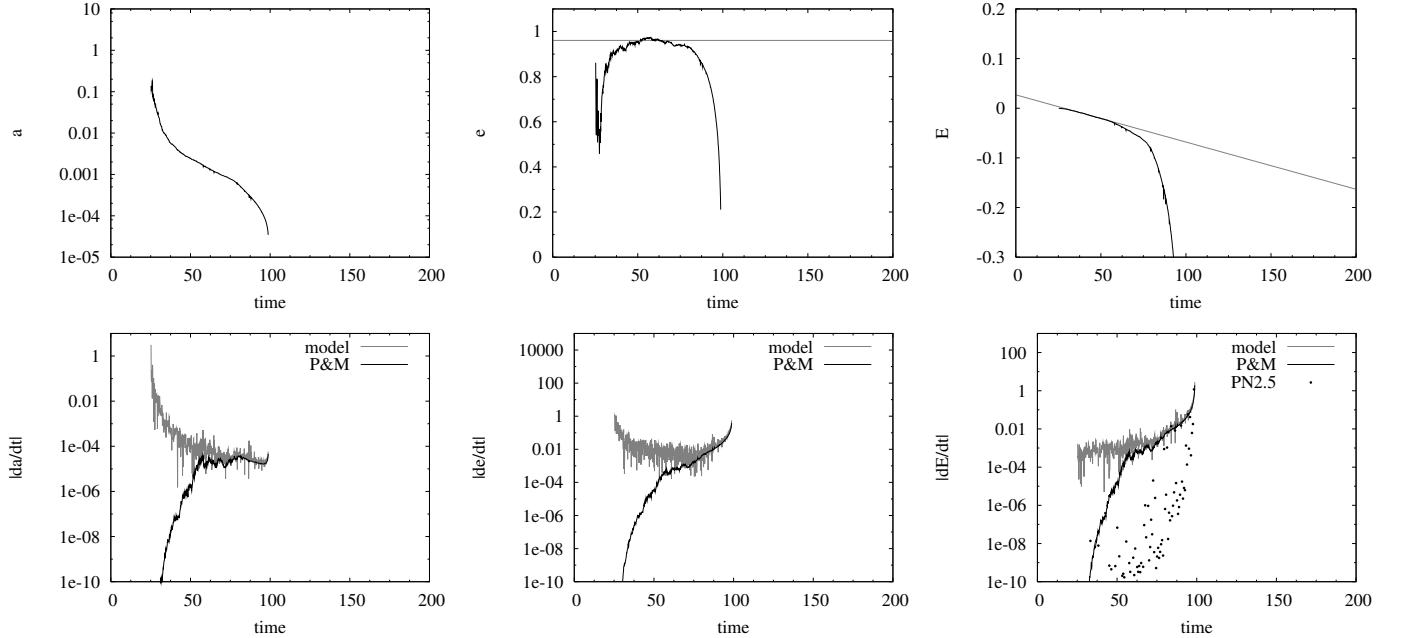 10
1
0.1
0.01
0.001
1e-04
1e-05
a
0 50 100 150 200
time
1
0.8
0.6
0.4
0.2
0
e
0 50 100 150 200
time
0.2
0.1
0
-0.1
-0.2
-0.3
E
0 50 100 150 200
time
1
0.01
1e-04
1e-06
1e-08
1e-10
|da/dt|
model
P&M
0 50 100 150 200
time
10000
100
1
0.01
1e-04
1e-06
1e-08
1e-10
|de/dt|
model
P&M
0 50 100 150 200
time
100
1
0.01
1e-04
1e-06
1e-08
1e-10
|dE/dt|
model
P&M
PN2.5
0 50 100 150 200
time